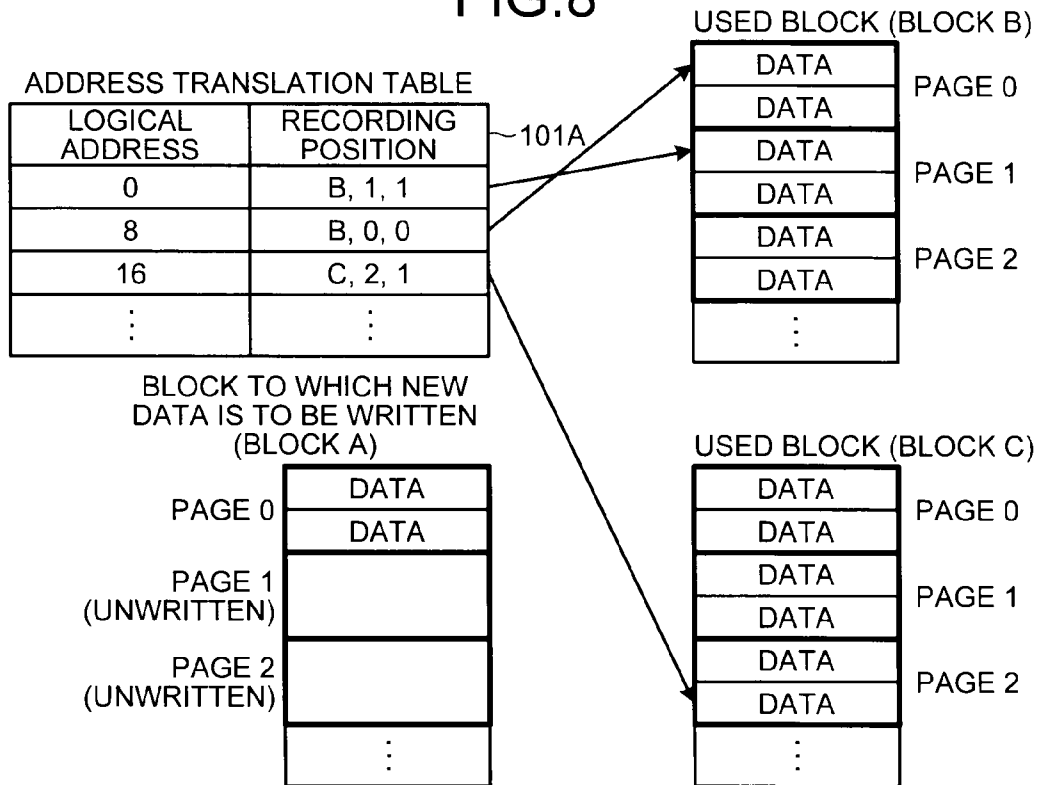 FIG.8
ADDRESS TRANSLATION TABLE
LOGICAL ADDRESS RECORDING POSITION
101A
0 B, 1, 1
8 B, 0, 0
16 C, 2, 1
⋮ ⋮
USED BLOCK (BLOCK B)
DATA
DATA
PAGE 0
DATA
DATA
PAGE 1
DATA
DATA
PAGE 2
⋮
BLOCK TO WHICH NEW
DATA IS TO BE WRITTEN
(BLOCK A)
PAGE 0
DATA
DATA
PAGE 1
(UNWRITTEN)
PAGE 2
(UNWRITTEN)
⋮
USED BLOCK (BLOCK C)
DATA
DATA
PAGE 0
DATA
DATA
PAGE 1
DATA
DATA
PAGE 2
⋮